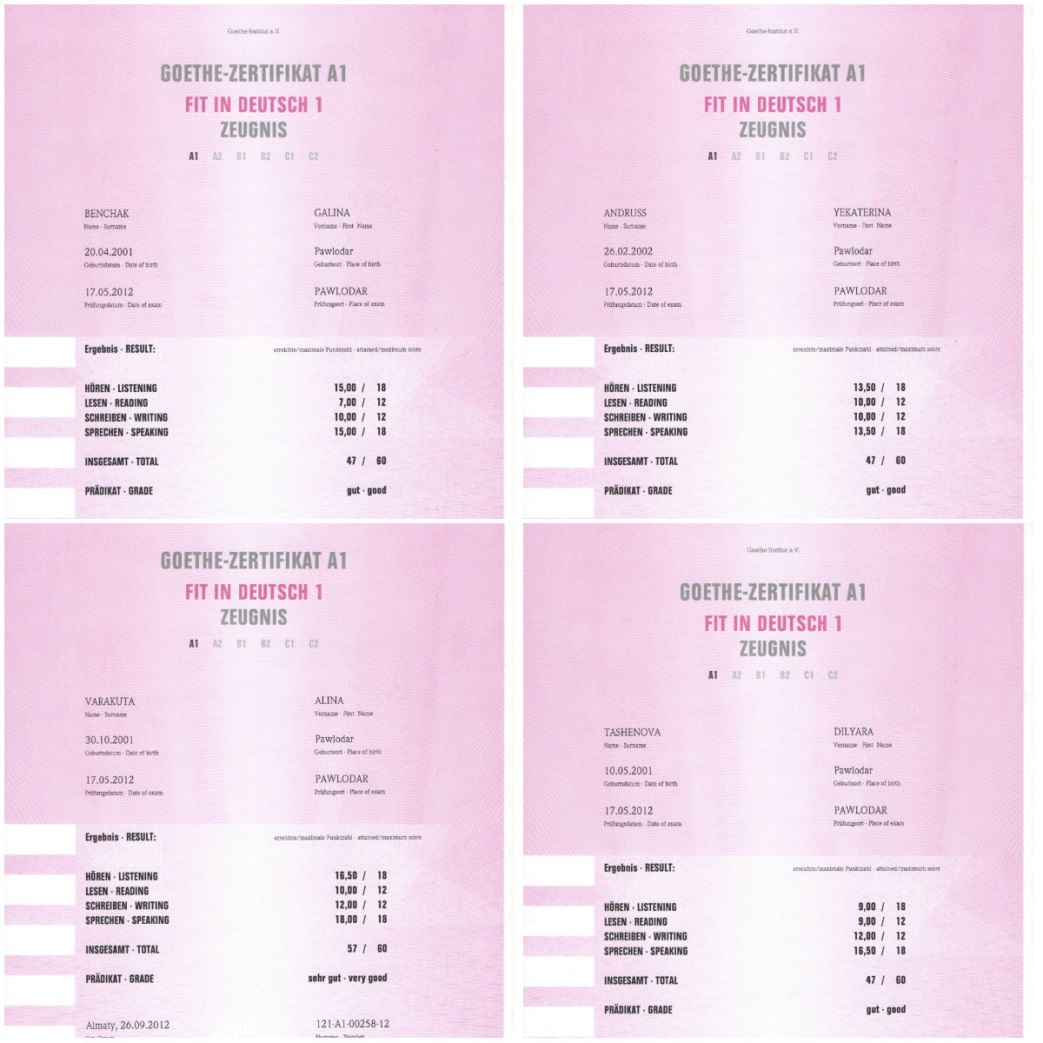 Goethe-Institut e.V.
GOETHE-ZERTIFIKAT A1
FIT IN DEUTSCH 1
ZEUGNIS
A1 A2 B1 B2 C1 C2
BENCHAK GALINA
Name - Surname Vorname - First Name
20.04.2001 Pawlodar
Geburtsdatum - Date of birth Geburtsort - Place of birth
17.05.2012 PAWLODAR
Prüfungsdatum - Date of exam Prüfungsort - Place of exam
Ergebnis - RESULT: erreichte/maximale Punktzahl - attained/maximum score
HÖREN - LISTENING 15,00 / 18
LESEN - READING 7,00 / 12
SCHREIBEN - WRITING 10,00 / 12
SPRECHEN - SPEAKING 15,00 / 18
INSGESAMT - TOTAL 47 / 60
PRÄDIKAT - GRADE gut - good
Goethe-Institut e.V.
GOETHE-ZERTIFIKAT A1
FIT IN DEUTSCH 1
ZEUGNIS
A1 A2 B1 B2 C1 C2
ANDRUSS YEKATERINA
Name - Surname Vorname - First Name
26.02.2002 Pawlodar
Geburtsdatum - Date of birth Geburtsort - Place of birth
17.05.2012 PAWLODAR
Prüfungsdatum - Date of exam Prüfungsort - Place of exam
Ergebnis - RESULT: erreichte/maximale Punktzahl - attained/maximum score
HÖREN - LISTENING 13,50 / 18
LESEN - READING 10,00 / 12
SCHREIBEN - WRITING 10,00 / 12
SPRECHEN - SPEAKING 13,50 / 18
INSGESAMT - TOTAL 47 / 60
PRÄDIKAT - GRADE gut - good
GOETHE-ZERTIFIKAT A1
FIT IN DEUTSCH 1
ZEUGNIS
A1 A2 B1 B2 C1 C2
VARAKUTA ALINA
Name - Surname Vorname - First Name
30.10.2001 Pawlodar
Geburtsdatum - Date of birth Geburtsort - Place of birth
17.05.2012 PAWLODAR
Prüfungsdatum - Date of exam Prüfungsort - Place of exam
Ergebnis - RESULT: erreichte/maximale Punktzahl - attained/maximum score
HÖREN - LISTENING 16,50 / 18
LESEN - READING 10,00 / 12
SCHREIBEN - WRITING 12,00 / 12
SPRECHEN - SPEAKING 18,00 / 18
INSGESAMT - TOTAL 57 / 60
PRÄDIKAT - GRADE sehr gut - very good
Almaty, 26.09.2012 121-A1-00258-12
Goethe-Institut e.V.
GOETHE-ZERTIFIKAT A1
FIT IN DEUTSCH 1
ZEUGNIS
A1 A2 B1 B2 C1 C2
TASHENOVA DILYARA
Name - Surname Vorname - First Name
10.05.2001 Pawlodar
Geburtsdatum - Date of birth Geburtsort - Place of birth
17.05.2012 PAWLODAR
Prüfungsdatum - Date of exam Prüfungsort - Place of exam
Ergebnis - RESULT: erreichte/maximale Punktzahl - attained/maximum score
HÖREN - LISTENING 9,00 / 18
LESEN - READING 9,00 / 12
SCHREIBEN - WRITING 12,00 / 12
SPRECHEN - SPEAKING 16,50 / 18
INSGESAMT - TOTAL 47 / 60
PRÄDIKAT - GRADE gut - good